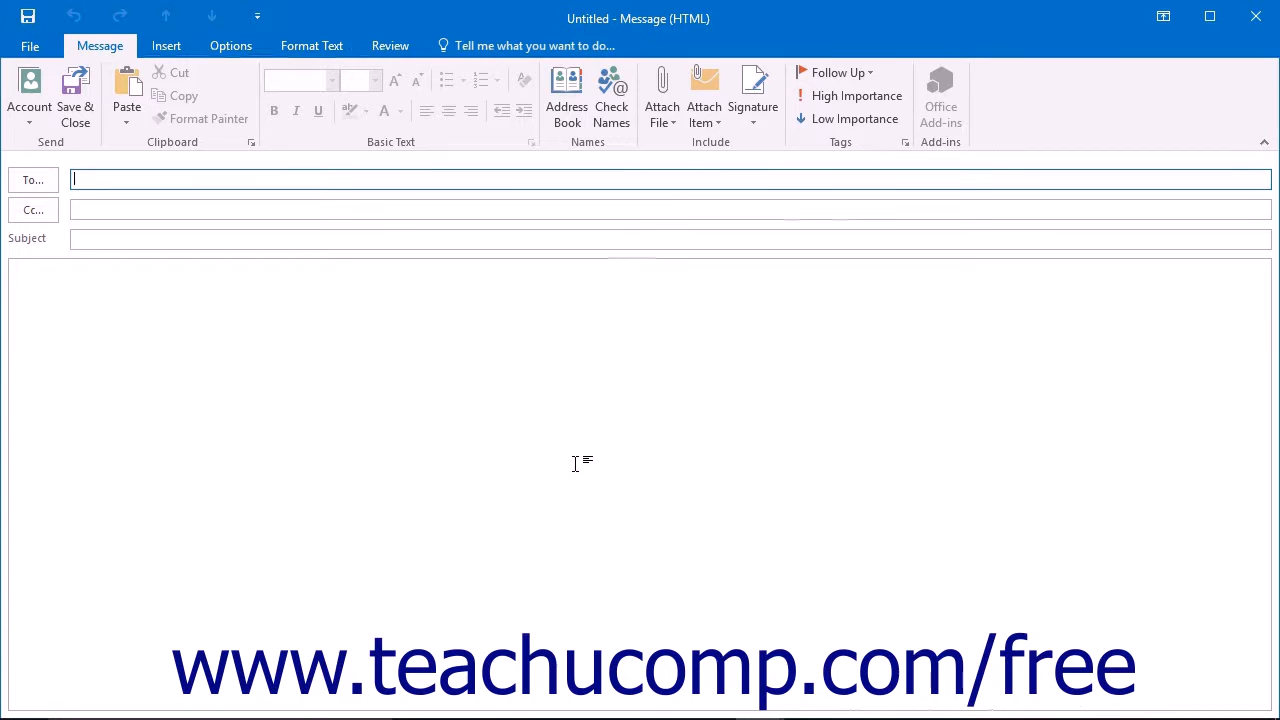 Untitled - Message (HTML)
File Message Insert Options Format Text Review Tell me what you want to do...
Account
Save & Close
Send
Paste
Cut
Copy
Format Painter
Clipboard
B I U A
Basic Text
Address Book
Check Names
Names
Attach File
Attach Item
Signature
Include
Follow Up
High Importance
Low Importance
Tags
Office Add-ins
Add-ins
To...
Cc...
Subject
www.teachucomp.com/free